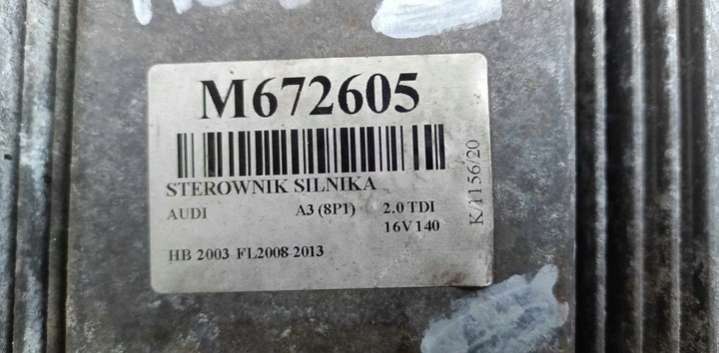 M672605
STEROWNIK SILNIKA
AUDI A3 (8P1) 2.0 TDI
16V 140
HB 2003 FL2008-2013
K/1156/20